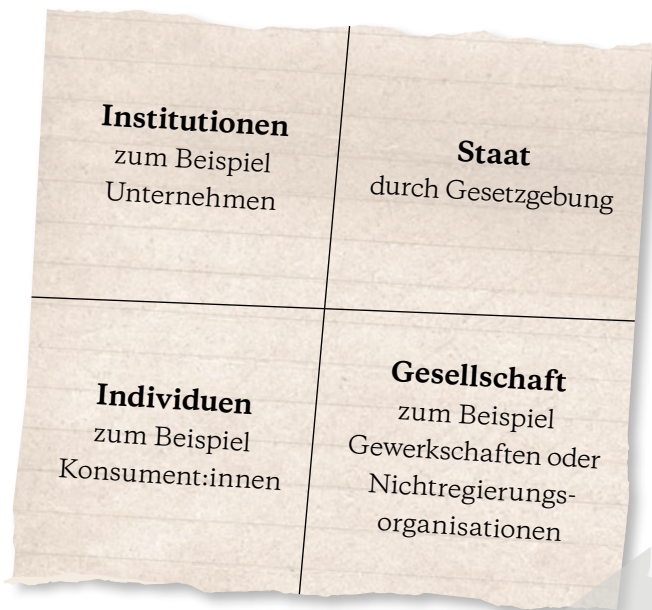 Institutionen
zum Beispiel
Unternehmen
Staat
durch Gesetzgebung
Individuen
zum Beispiel
Konsument:innen
Gesellschaft
zum Beispiel
Gewerkschaften oder
Nichtregierungs-
organisationen